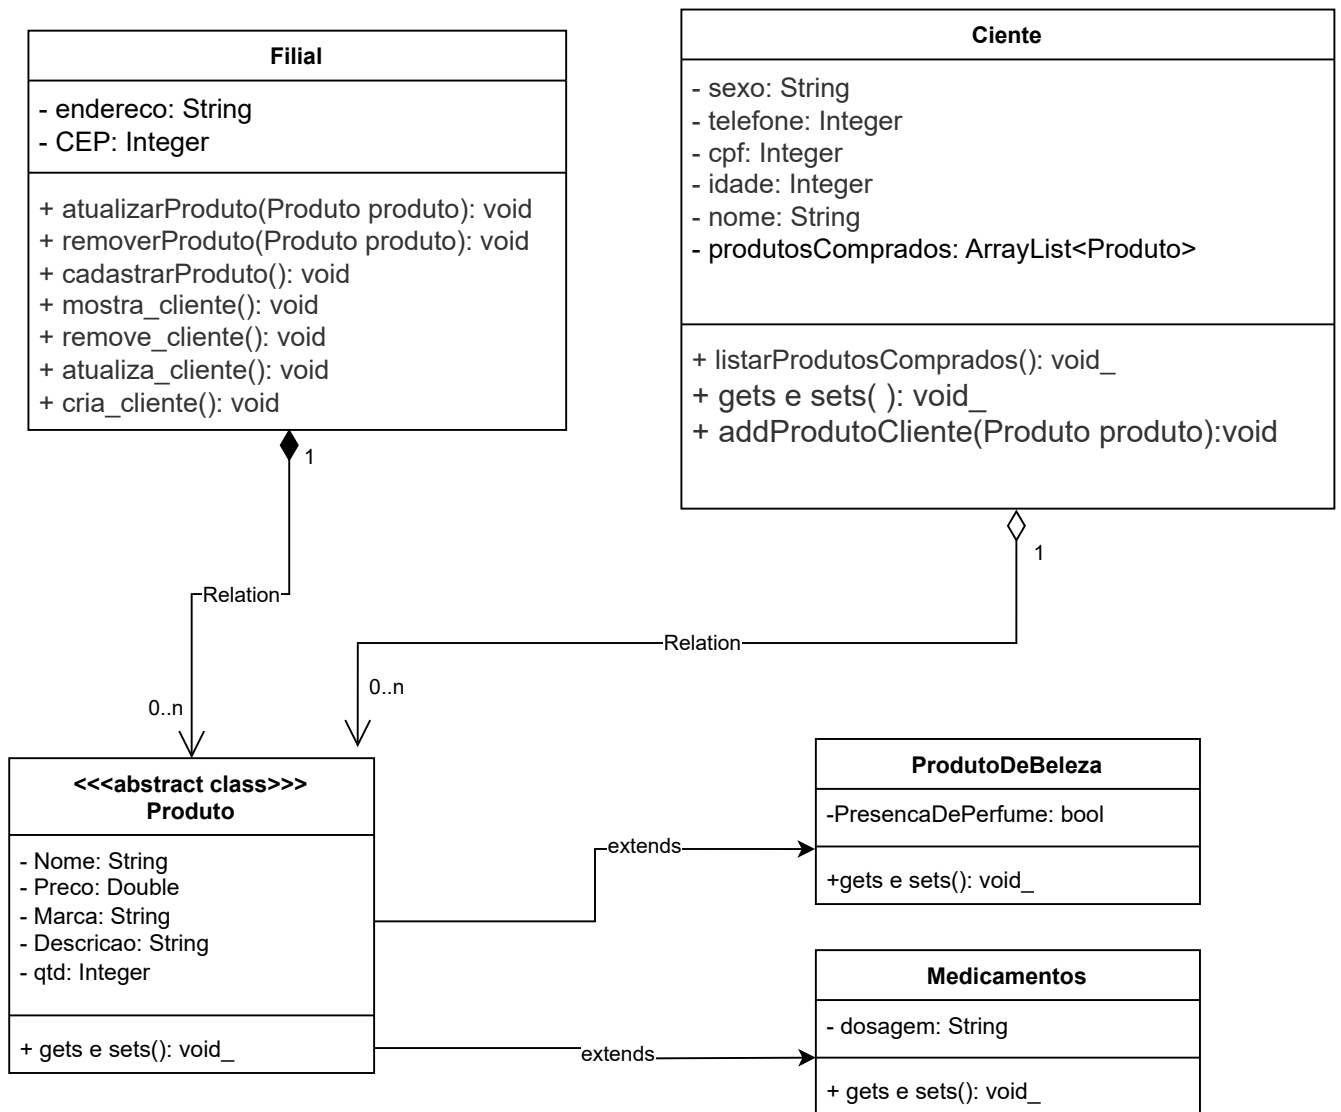 Filial
- endereco: String
- CEP: Integer
+ atualizarProduto(Produto produto): void
+ removerProduto(Produto produto): void
+ cadastrarProduto(): void
+ mostra_cliente(): void
+ remove_cliente(): void
+ atualiza_cliente(): void
+ cria_cliente(): void
Ciente
- sexo: String
- telefone: Integer
- cpf: Integer
- idade: Integer
- nome: String
- produtosComprados: ArrayList<Produto>
+ listarProdutosComprados(): void_
+ gets e sets( ): void_
+ addProdutoCliente(Produto produto):void
1
Relation
0..n
1
Relation
0..n
<<<abstract class>>>
Produto
- Nome: String
- Preco: Double
- Marca: String
- Descricao: String
- qtd: Integer
+ gets e sets(): void_
extends
extends
ProdutoDeBeleza
-PresencaDePerfume: bool
+gets e sets(): void_
Medicamentos
- dosagem: String
+ gets e sets(): void_